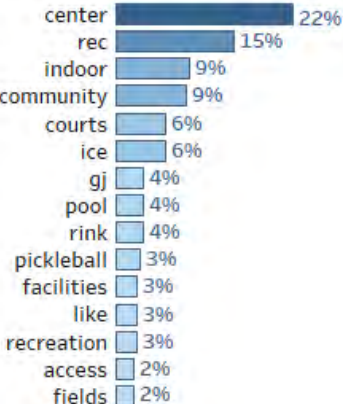 center 22%
rec 15%
indoor 9%
community 9%
courts 6%
ice 6%
gj 4%
pool 4%
rink 4%
pickleball 3%
facilities 3%
like 3%
recreation 3%
access 2%
fields 2%